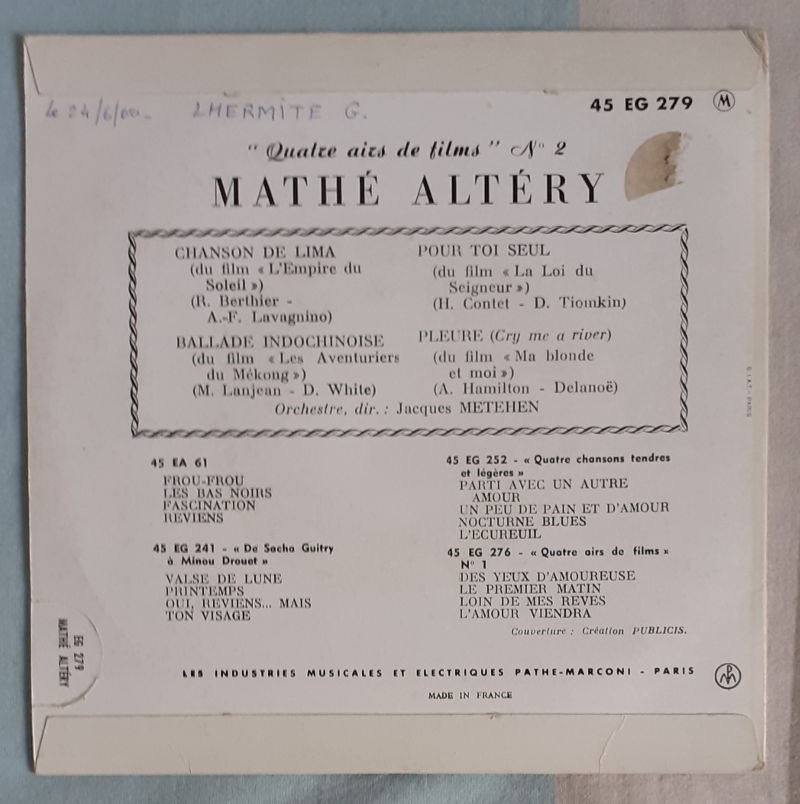 le 24/6/60 LHERMITE G.
45 EG 279 M
" Quatre airs de films " N° 2
MATHÉ ALTÉRY
CHANSON DE LIMA
(du film « L'Empire du
Soleil »)
(R. Berthier -
A.-F. Lavagnino)
BALLADE INDOCHINOISE
(du film « Les Aventuriers
du Mékong »)
(M. Lanjean - D. White)
POUR TOI SEUL
(du film « La Loi du
Seigneur »)
(H. Contet - D. Tiomkin)
PLEURE (Cry me a river)
(du film « Ma blonde
et moi »)
(A. Hamilton - Delanoë)
Orchestre, dir. : Jacques METEHEN
45 EA 61
FROU-FROU
LES BAS NOIRS
FASCINATION
REVIENS
45 EG 241 - « De Sacha Guitry
à Minou Drouet »
VALSE DE LUNE
PRINTEMPS
OUI, REVIENS... MAIS
TON VISAGE
45 EG 252 - « Quatre chansons tendres
et légères »
PARTI AVEC UN AUTRE
AMOUR
UN PEU DE PAIN ET D'AMOUR
NOCTURNE BLUES
L'ECUREUIL
45 EG 276 - « Quatre airs de films »
N° 1
DES YEUX D'AMOUREUSE
LE PREMIER MATIN
LOIN DE MES REVES
L'AMOUR VIENDRA
Couverture : Création PUBLICIS.
EG 279
MATHÉ ALTÉRY
LES INDUSTRIES MUSICALES ET ELECTRIQUES PATHE-MARCONI - PARIS
MADE IN FRANCE